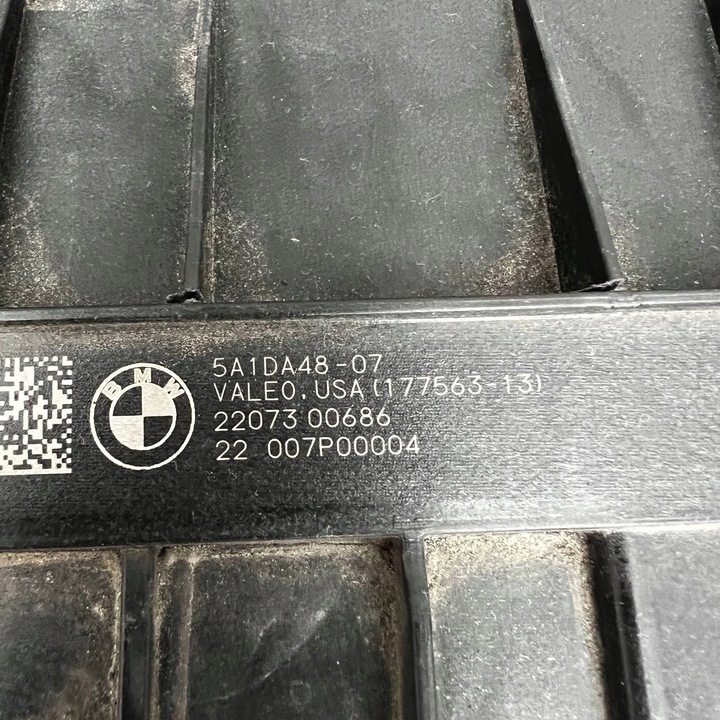 BMW
5A1DA48-07
VALEO, USA(177563-13)
22073 00686
22 007P00004